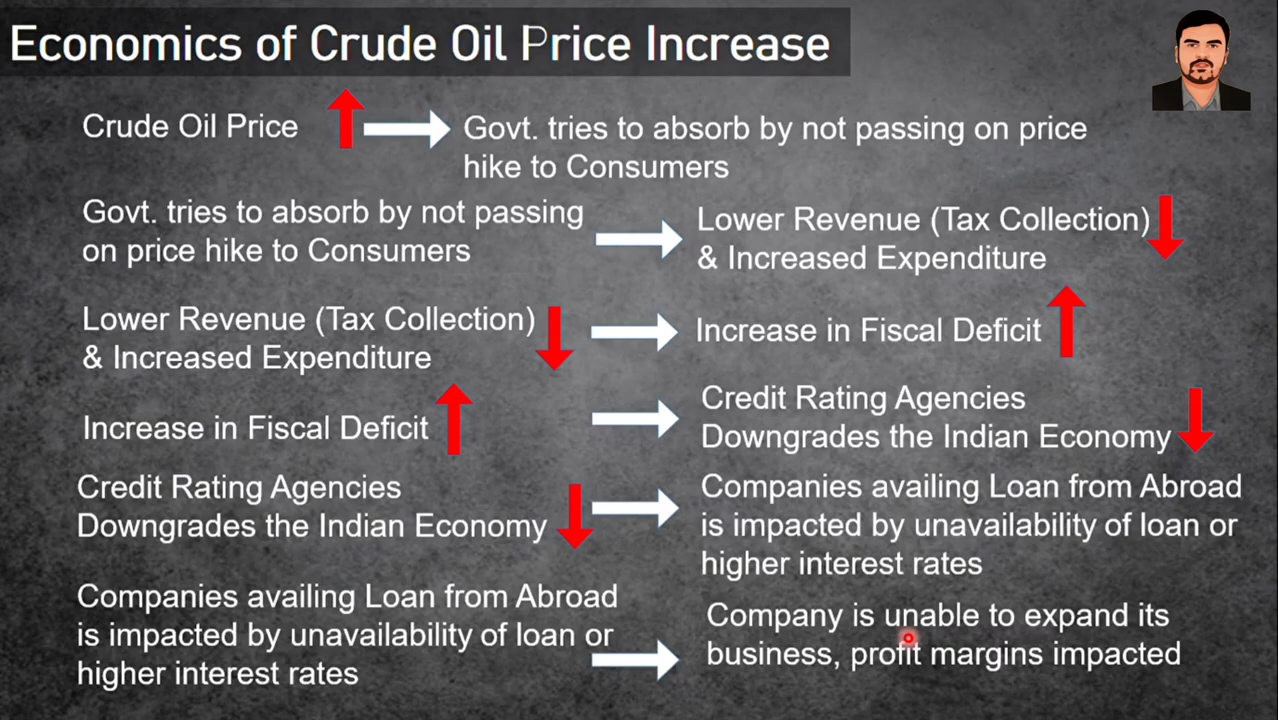 Economics of Crude Oil Price Increase
Crude Oil Price
Govt. tries to absorb by not passing on price
hike to Consumers
Govt. tries to absorb by not passing
on price hike to Consumers
Lower Revenue (Tax Collection)
& Increased Expenditure
Lower Revenue (Tax Collection)
& Increased Expenditure
Increase in Fiscal Deficit
Increase in Fiscal Deficit
Credit Rating Agencies
Downgrades the Indian Economy
Credit Rating Agencies
Downgrades the Indian Economy
Companies availing Loan from Abroad
is impacted by unavailability of loan or
higher interest rates
Companies availing Loan from Abroad
is impacted by unavailability of loan or
higher interest rates
Company is unable to expand its
business, profit margins impacted